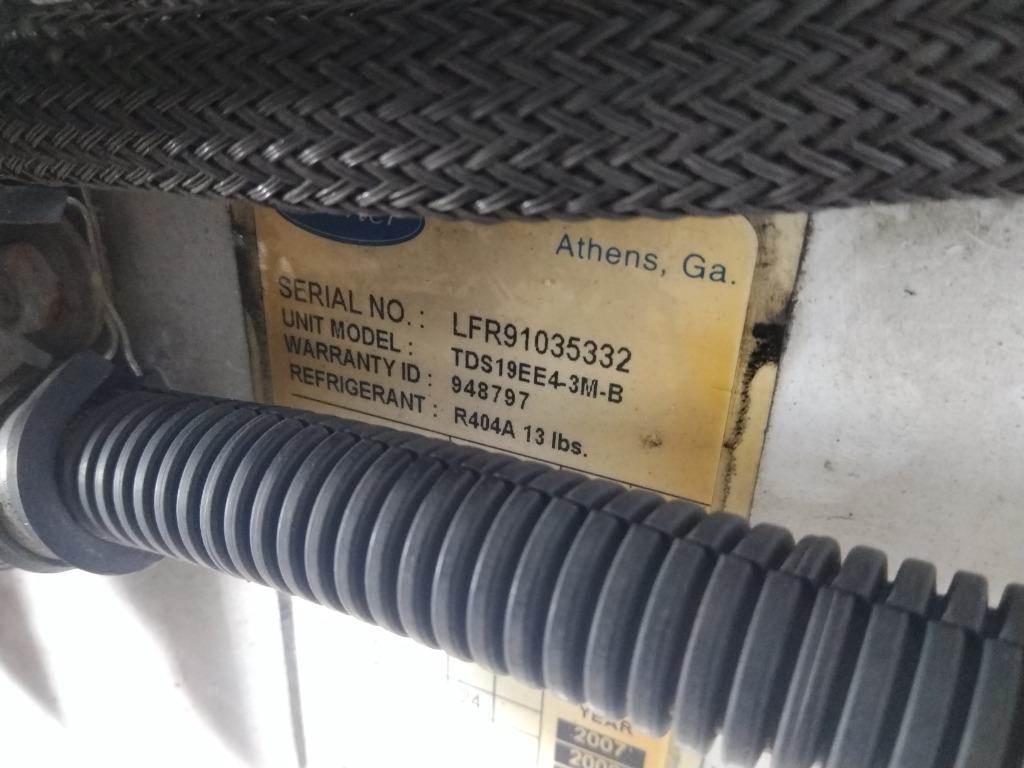 Athens, Ga.
SERIAL NO. : LFR91035332
UNIT MODEL : TDS19EE4-3M-B
WARRANTY ID : 948797
REFRIGERANT : R404A 13 lbs.
YEAR
2007